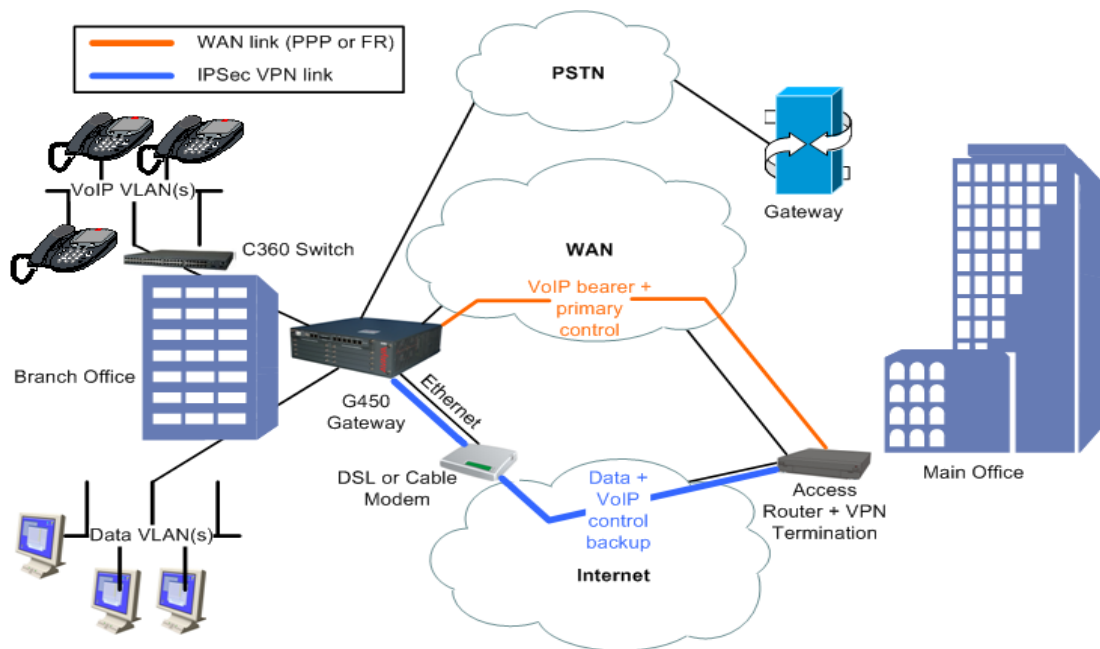 WAN link (PPP or FR)
IPSec VPN link
PSTN
VoIP VLAN(s)
Gateway
C360 Switch
WAN
VoIP bearer +
primary
control
Branch Office
Ethernet
G450
Gateway
DSL or Cable
Modem
Data +
VoIP
control
backup
Internet
Access
Router + VPN
Termination
Main Office
Data VLAN(s)